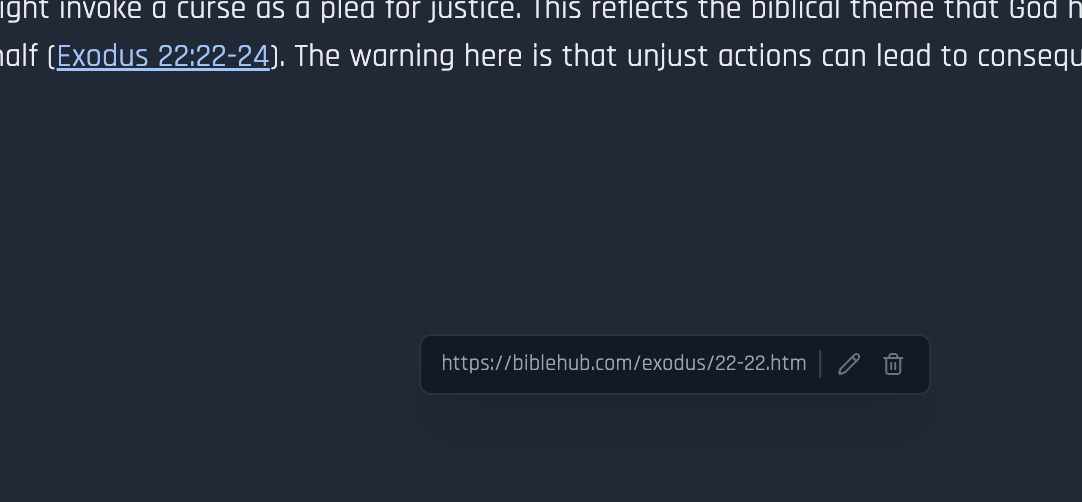 ight invoke a curse as a plea for justice. This reflects the biblical theme that God h
half (Exodus 22:22-24). The warning here is that unjust actions can lead to consequ
https://biblehub.com/exodus/22-22.htm